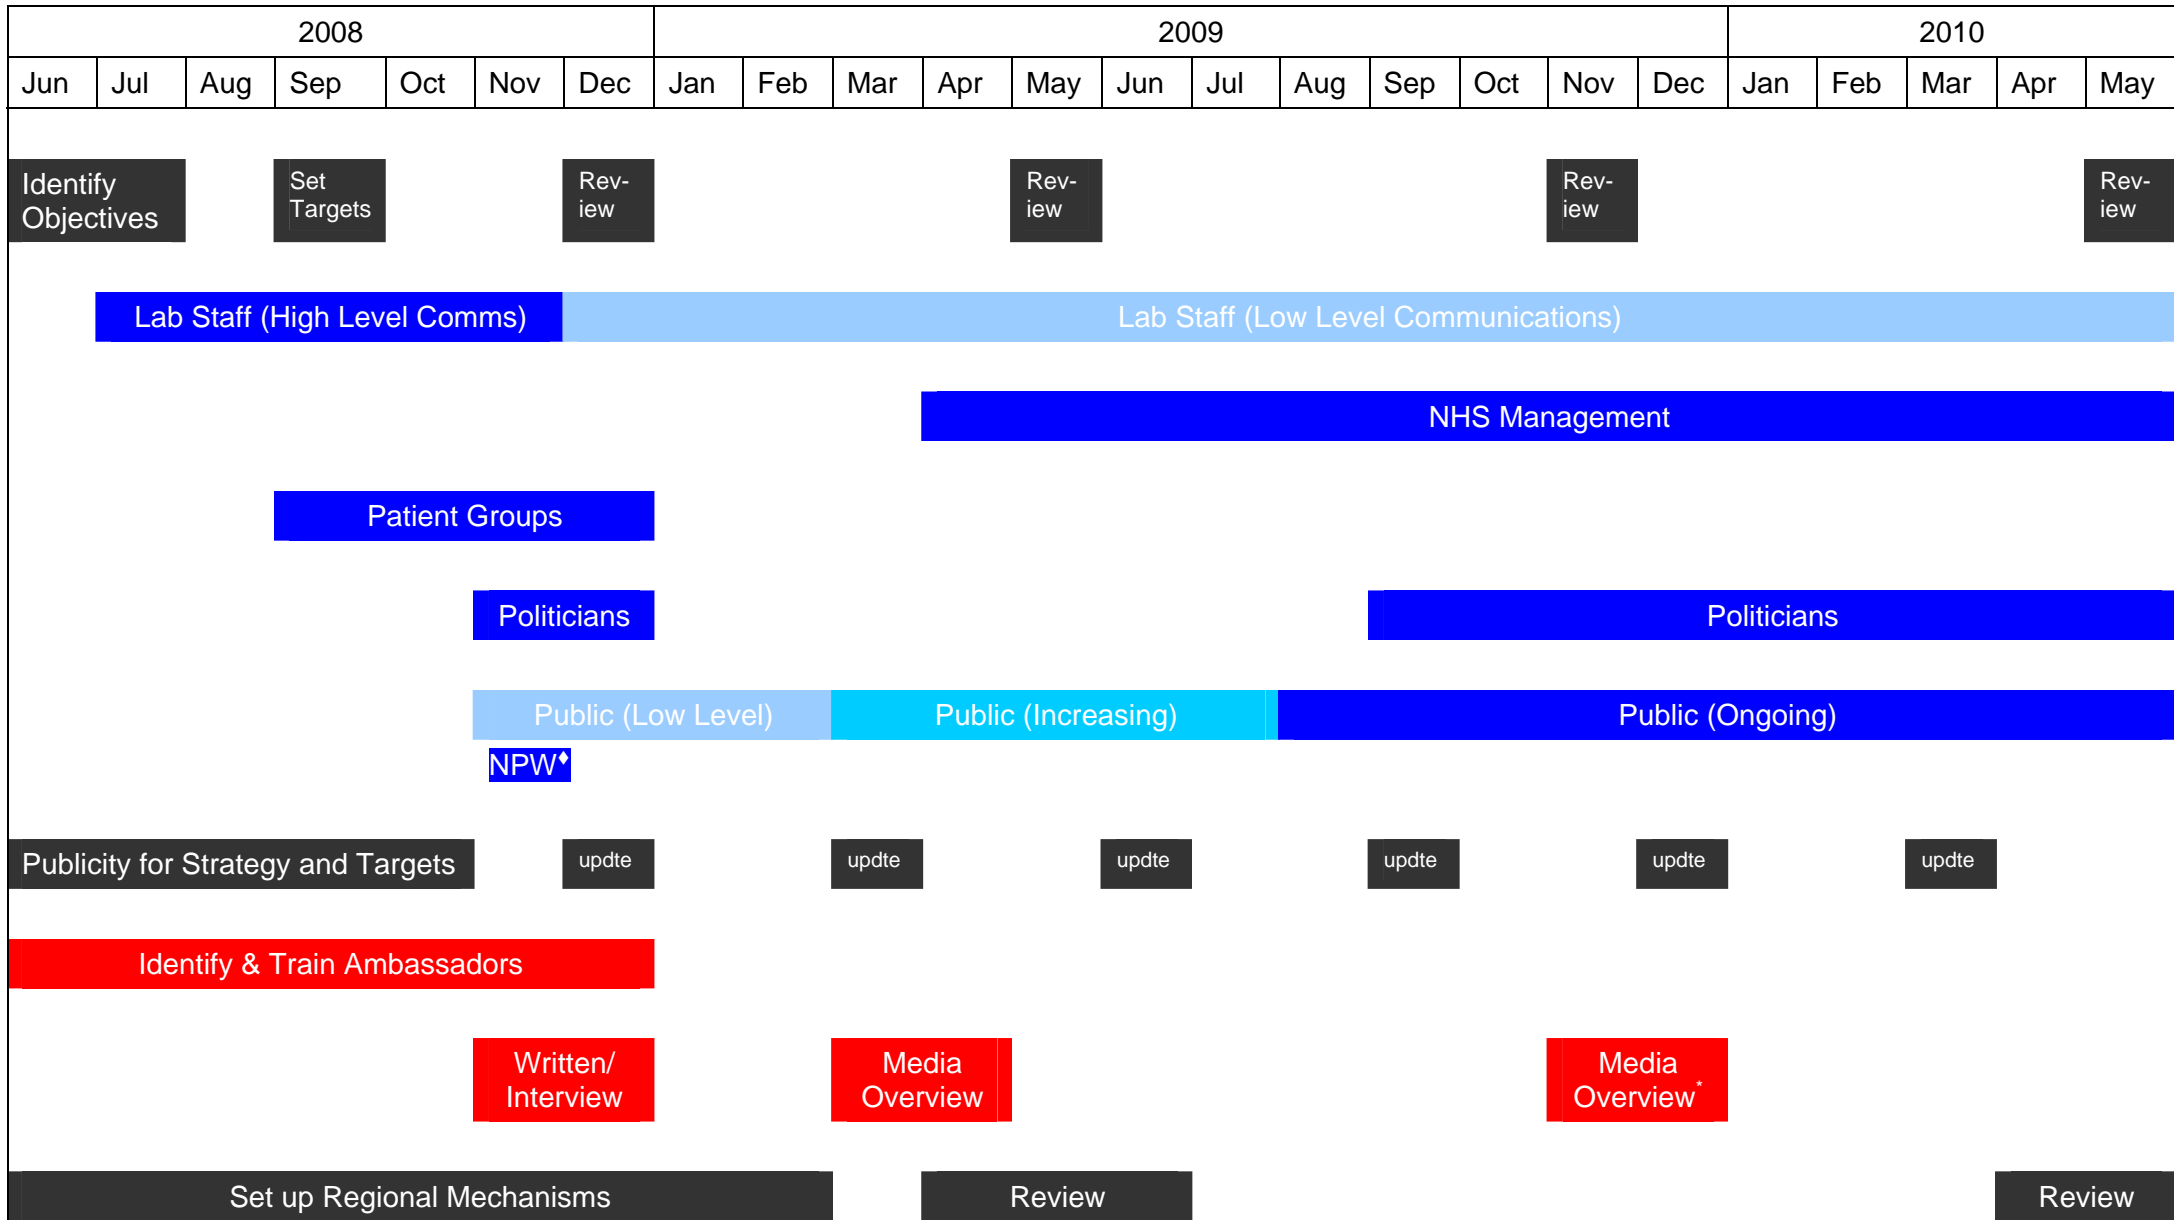 2008 2009 2010
Jun Jul Aug Sep Oct Nov Dec Jan Feb Mar Apr May Jun Jul Aug Sep Oct Nov Dec Jan Feb Mar Apr May
Identify
Objectives
Set
Targets
Rev-
iew
Rev-
iew
Rev-
iew
Rev-
iew
Lab Staff (High Level Comms) Lab Staff (Low Level Communications)
NHS Management
Patient Groups
Politicians Politicians
Public (Low Level) Public (Increasing) Public (Ongoing)
NPW♦
Publicity for Strategy and Targets updte updte updte updte updte updte
Identify & Train Ambassadors
Written/
Interview
Media
Overview
Media
Overview*
Set up Regional Mechanisms Review Review